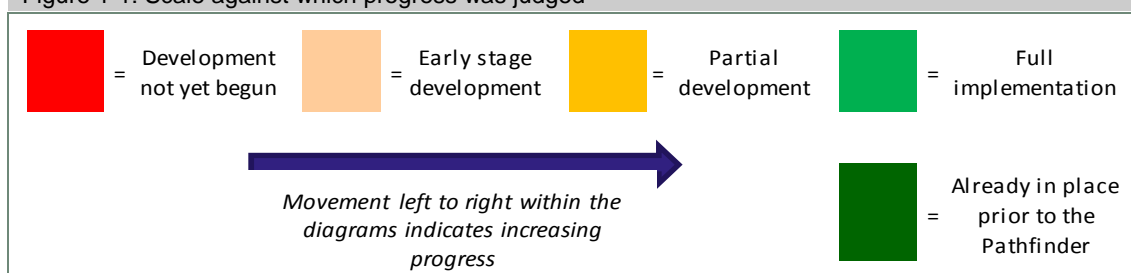 Figure 1-1: Scale against which progress was judged
= Development
not yet begun
= Early stage
development
= Partial
development
= Full
implementation
Movement left to right within the
diagrams indicates increasing
progress
= Already in place
prior to the
Pathfinder